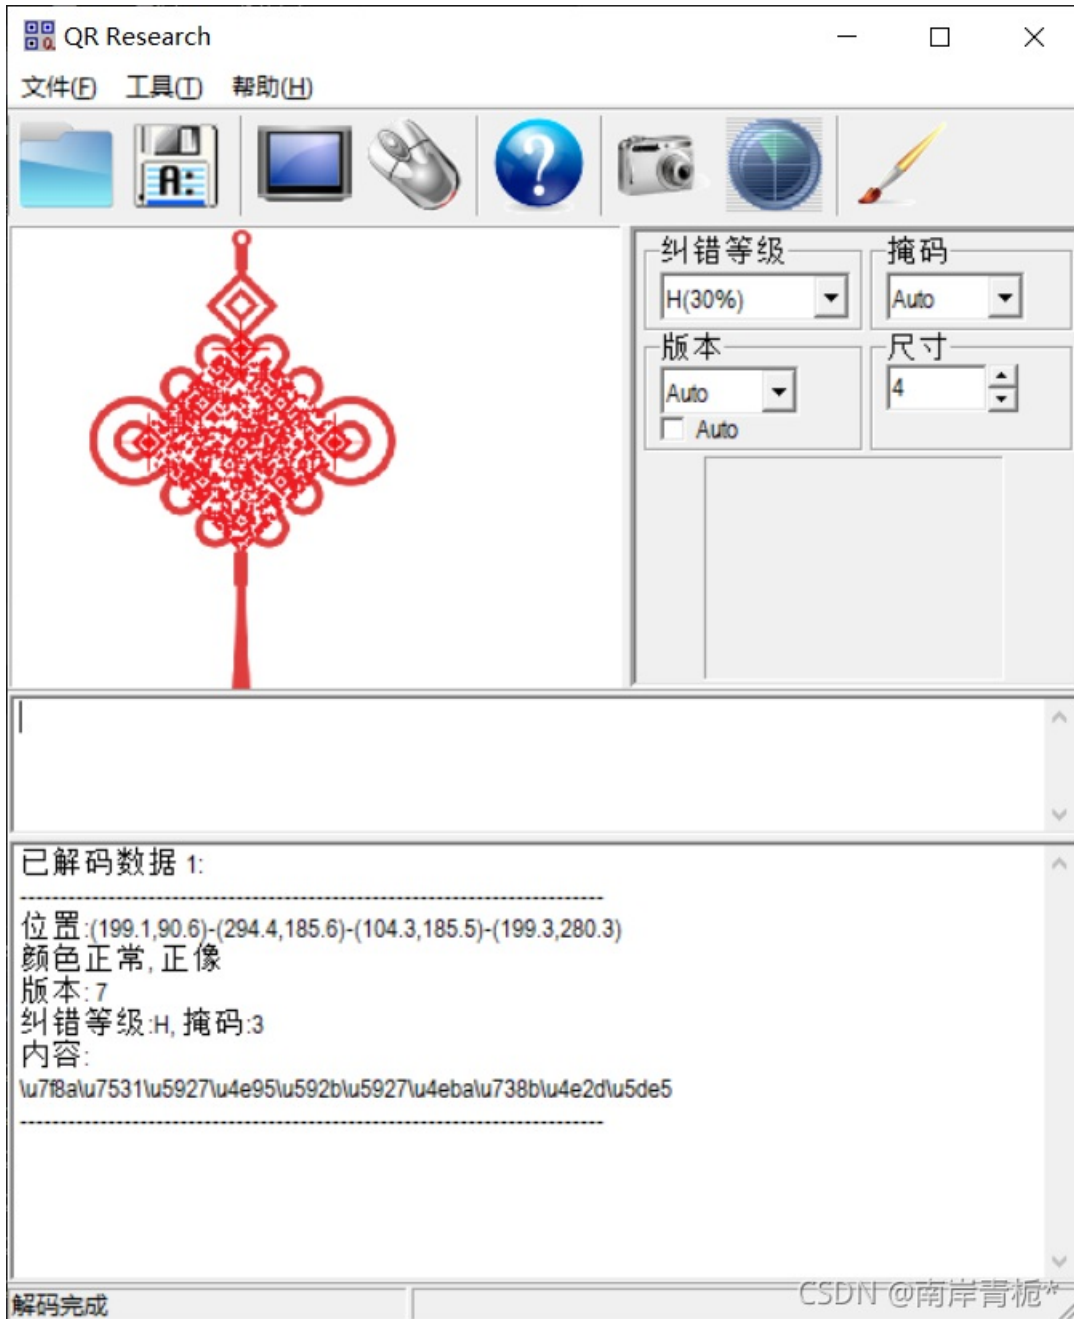 QR Research
文件(F) 工具(T) 帮助(H)
A:
纠错等级 掩码
H(30%) Auto
版本 尺寸
Auto 4
Auto
已解码数据 1:
位置:(199.1,90.6)-(294.4,185.6)-(104.3,185.5)-(199.3,280.3)
颜色正常, 正像
版本: 7
纠错等级:H, 掩码:3
内容:
\u7f8a\u7531\u5927\u4e95\u592b\u5927\u4eba\u738b\u4e2d\u5de5
解码完成
CSDN @南岸青栀*